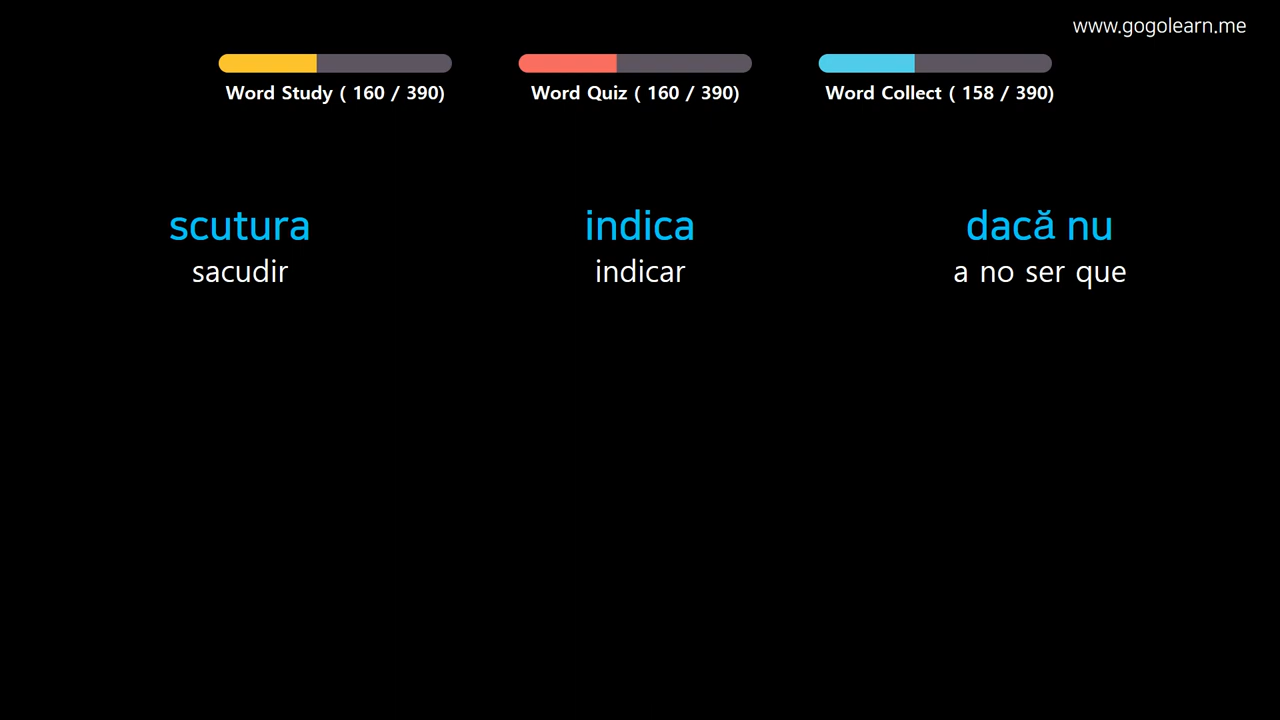 www.gogolearn.me
Word Study ( 160 / 390)
Word Quiz ( 160 / 390)
Word Collect ( 158 / 390)
scutura
sacudir
indica
indicar
dacă nu
a no ser que